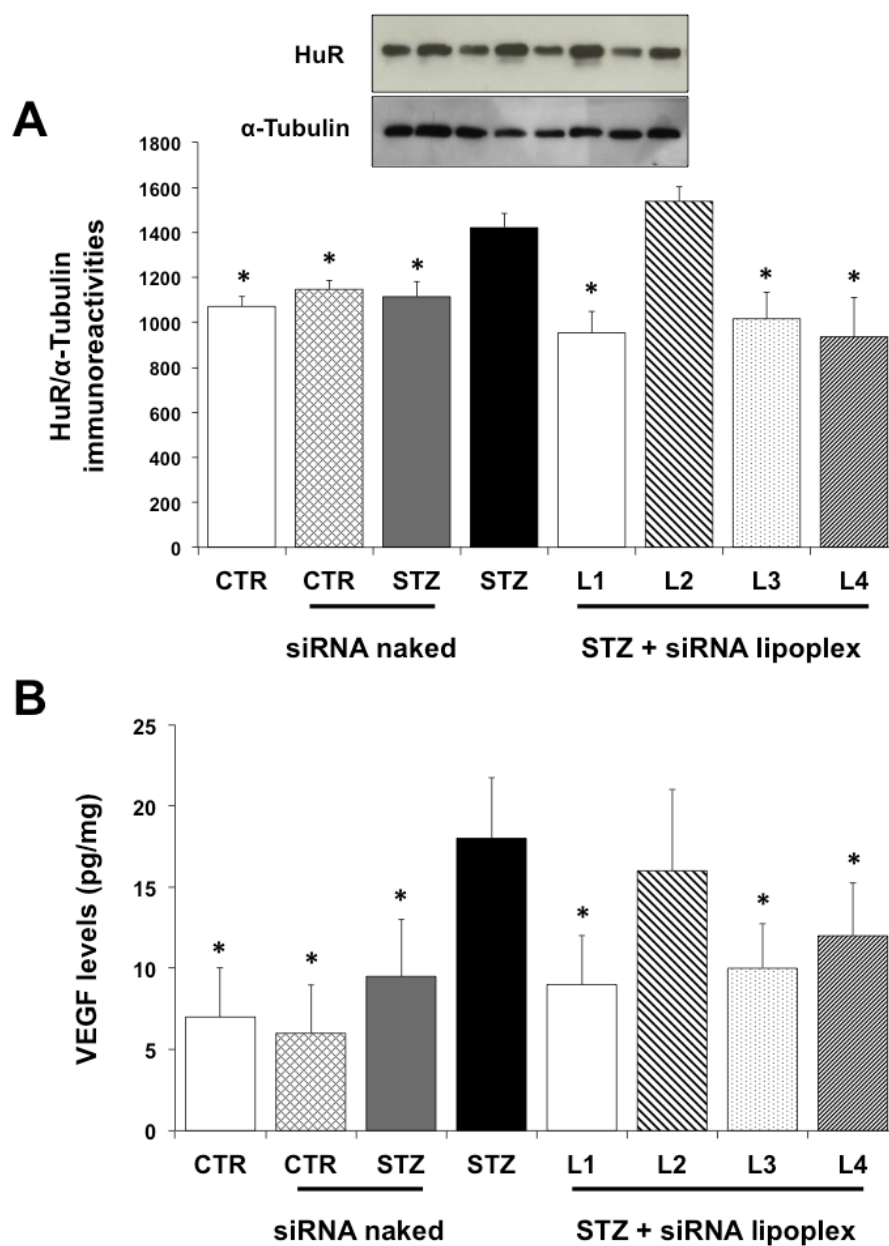 HuR
α-Tubulin
A
1800
1600
1400
1200
1000
800
600
400
200
0
HuR/α-Tubulin
immunoreactivities
* * * * * *
CTR CTR STZ STZ L1 L2 L3 L4
siRNA naked STZ + siRNA lipoplex
B
25
20
15
10
5
0
VEGF levels (pg/mg)
* * * * * *
CTR CTR STZ STZ L1 L2 L3 L4
siRNA naked STZ + siRNA lipoplex